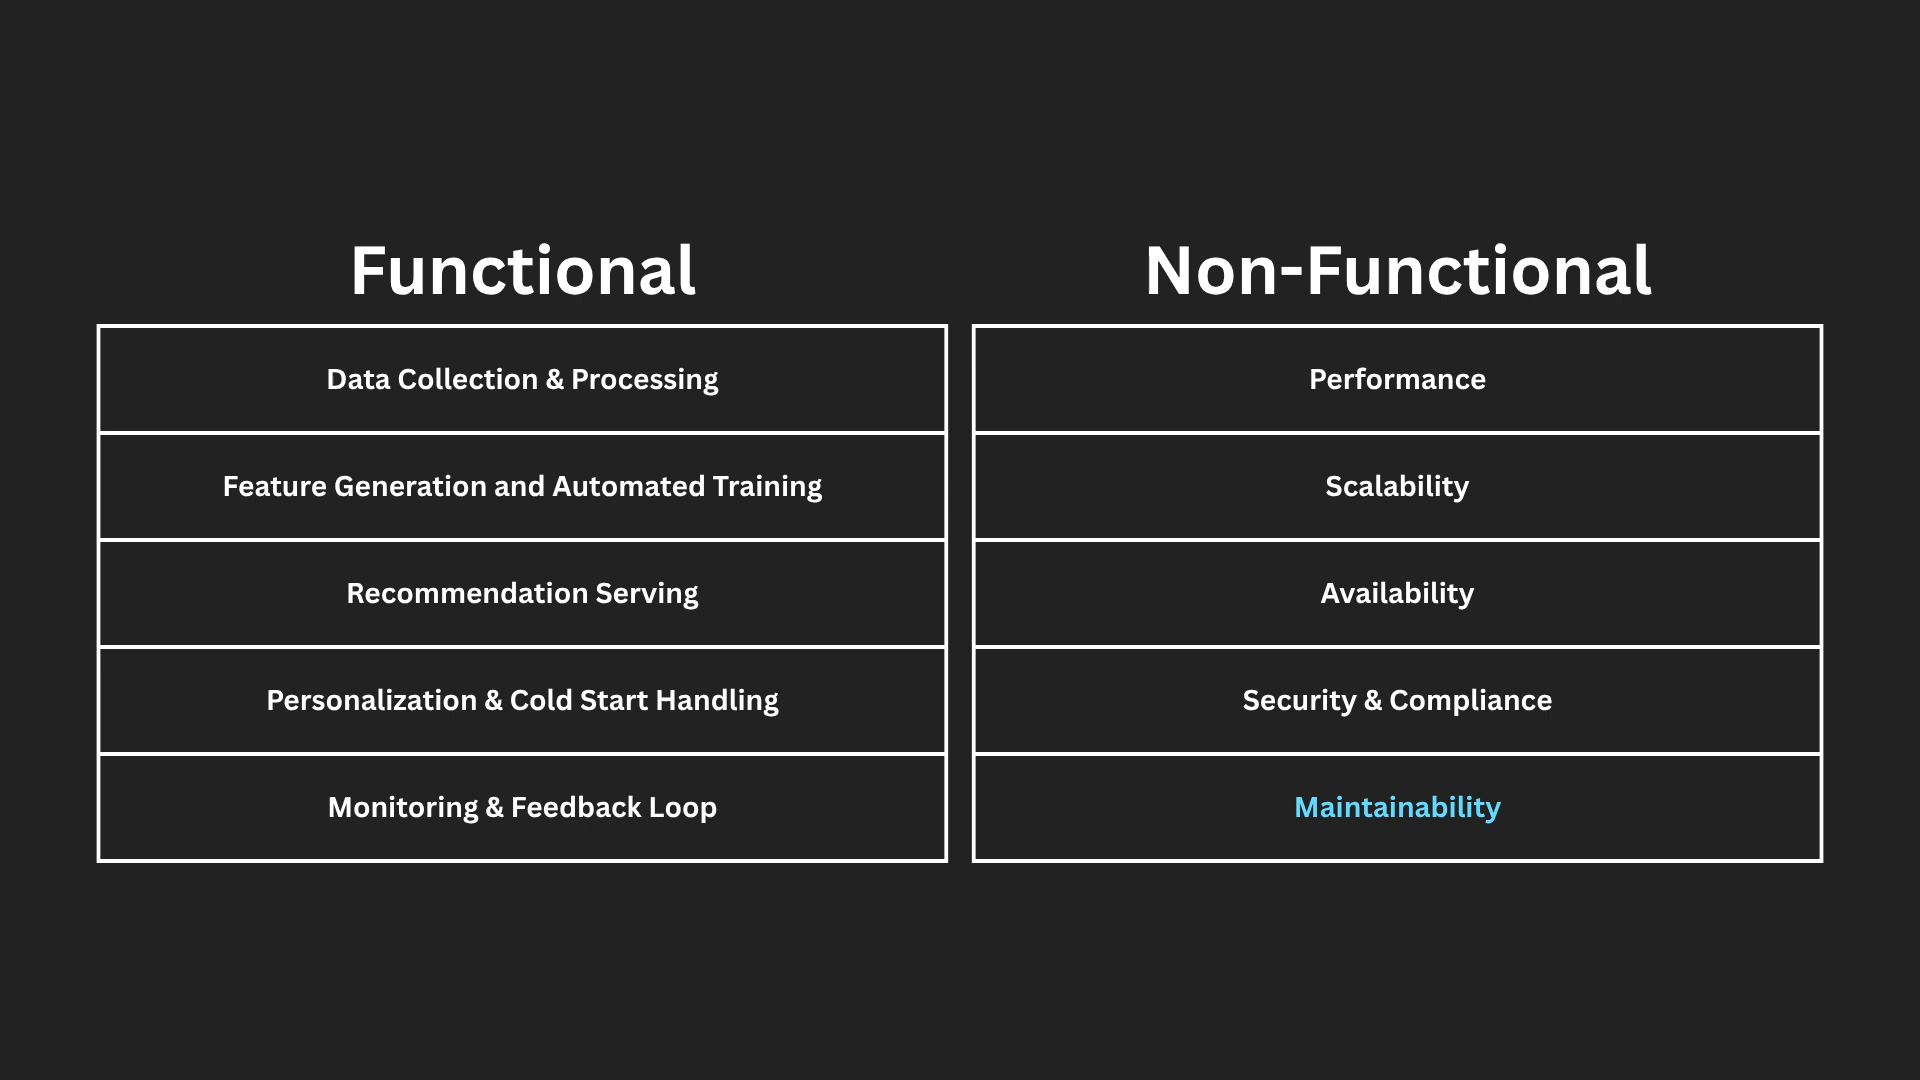 Functional
Data Collection & Processing
Feature Generation and Automated Training
Recommendation Serving
Personalization & Cold Start Handling
Monitoring & Feedback Loop
Non-Functional
Performance
Scalability
Availability
Security & Compliance
Maintainability